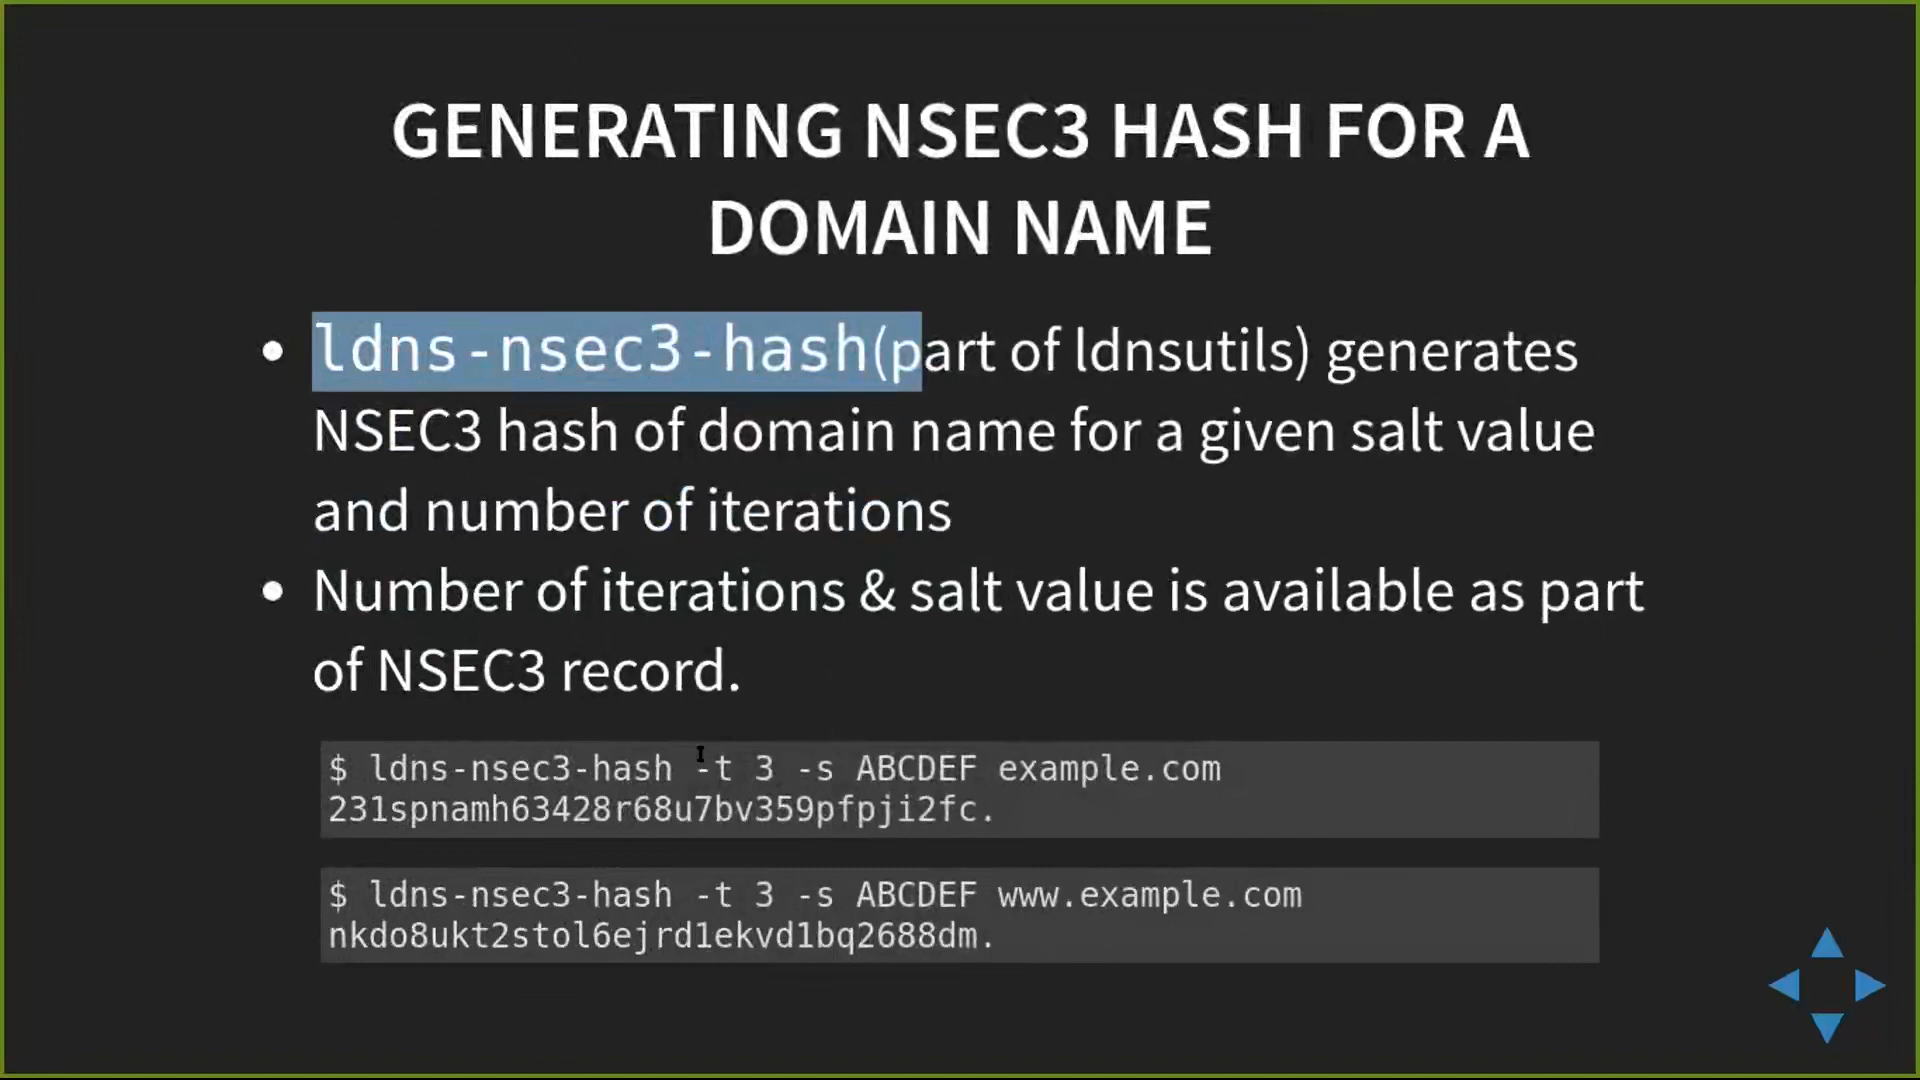 GENERATING NSEC3 HASH FOR A
DOMAIN NAME
• ldns-nsec3-hash(part of ldnsutils) generates
NSEC3 hash of domain name for a given salt value
and number of iterations
• Number of iterations & salt value is available as part
of NSEC3 record.
$ ldns-nsec3-hash -t 3 -s ABCDEF example.com
231spnamh63428r68u7bv359pfpji2fc.
$ ldns-nsec3-hash -t 3 -s ABCDEF www.example.com
nkdo8ukt2stol6ejrd1ekvd1bq2688dm.